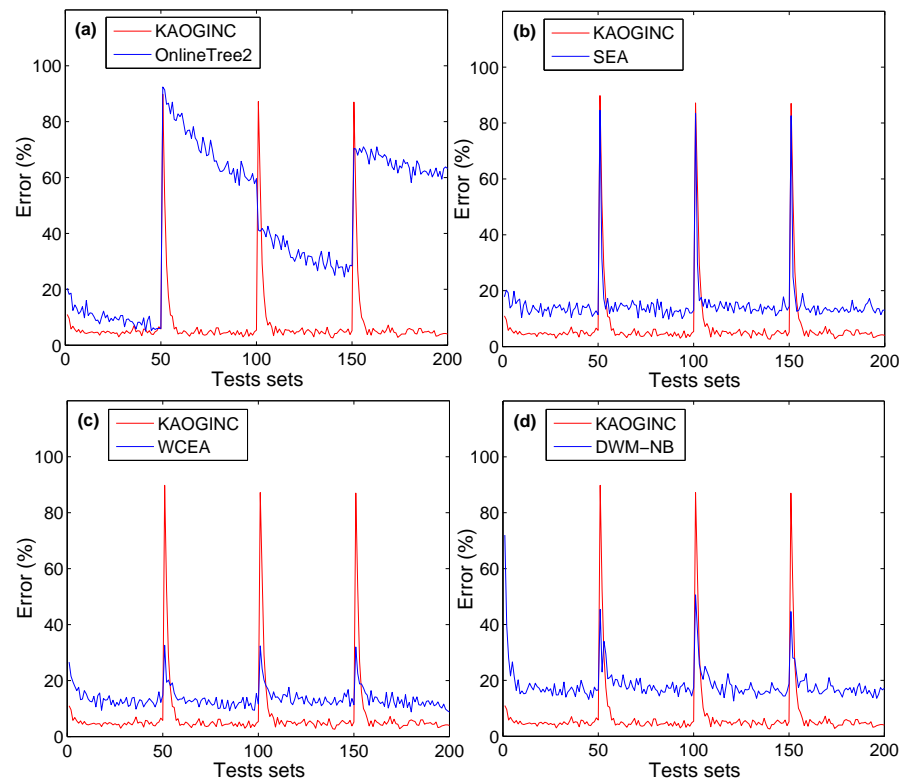 (a)
KAOGINC
OnlineTree2
Error (%)
100
80
60
40
20
0
0 50 100 150 200
Tests sets
(b)
KAOGINC
SEA
Error (%)
100
80
60
40
20
0
0 50 100 150 200
Tests sets
(c)
KAOGINC
WCEA
Error (%)
100
80
60
40
20
0
0 50 100 150 200
Tests sets
(d)
KAOGINC
DWM−NB
Error (%)
100
80
60
40
20
0
0 50 100 150 200
Tests sets